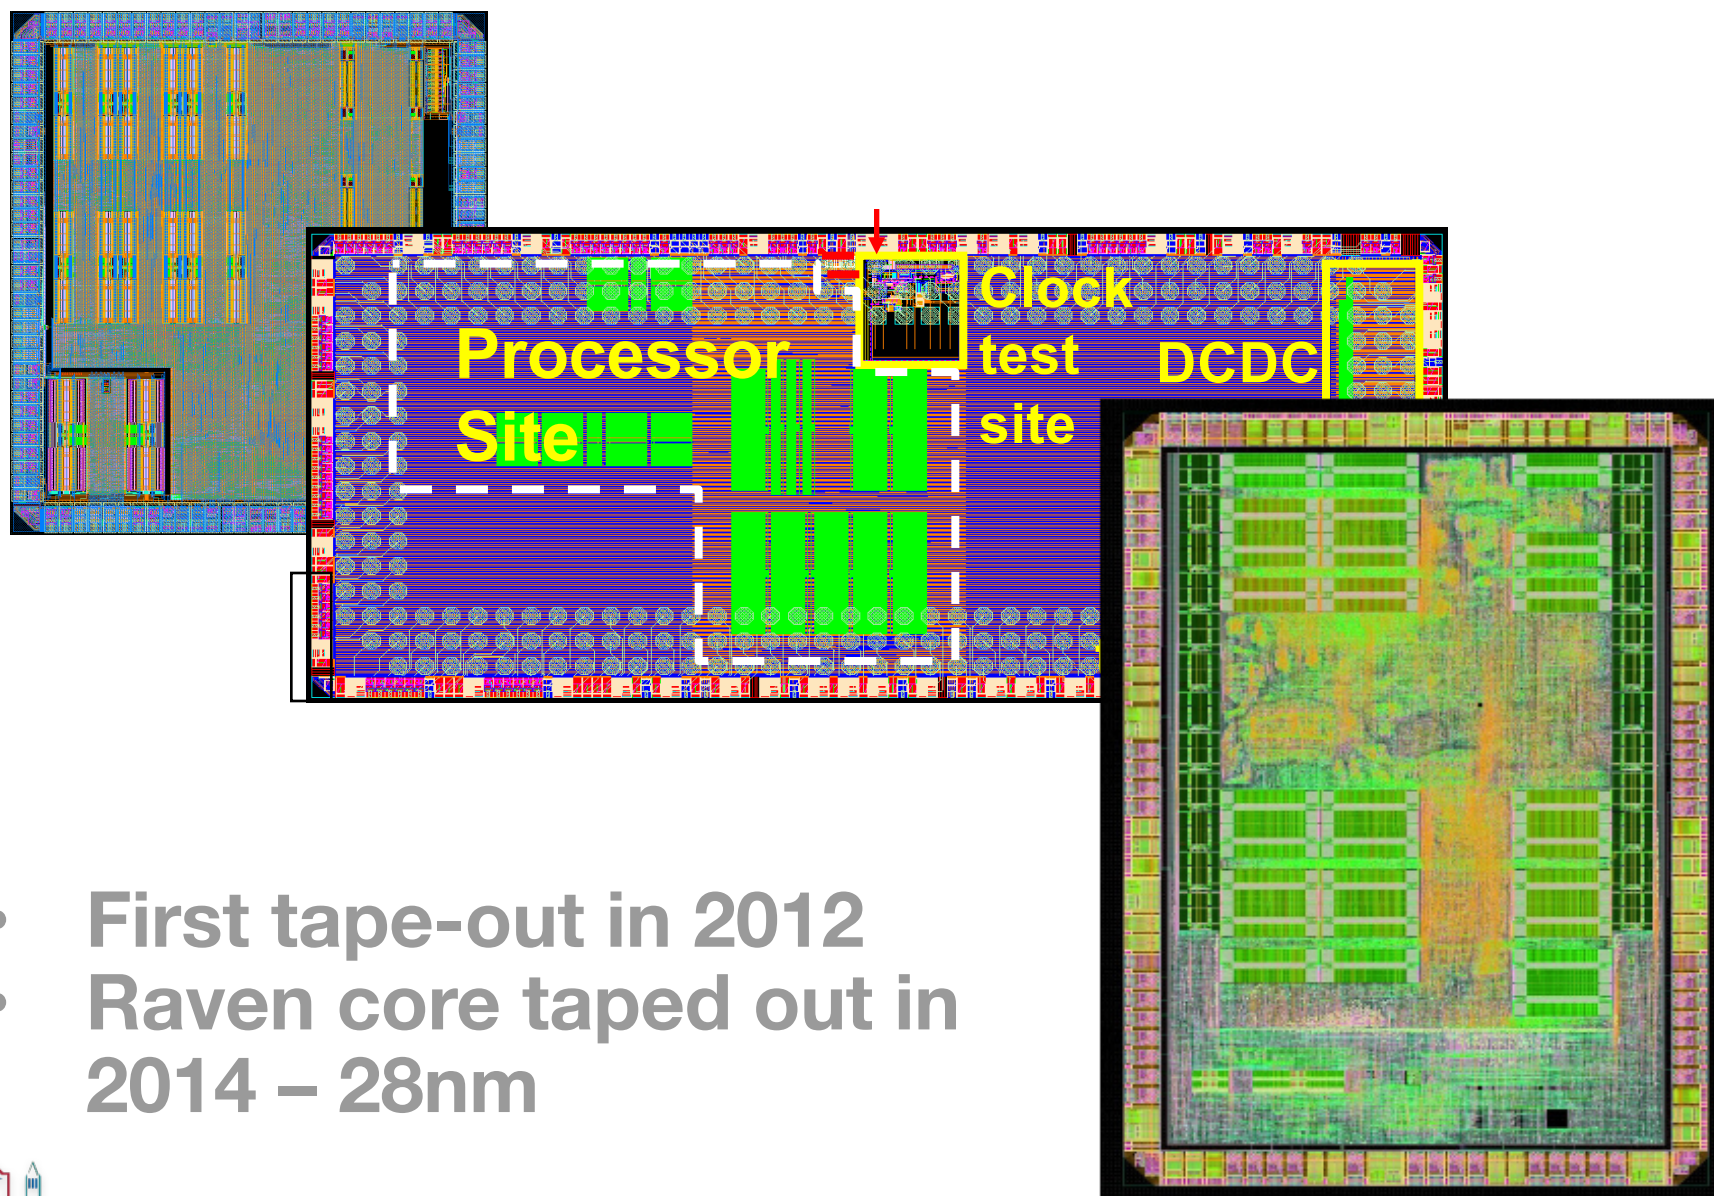 Clock
Processor
test
DCDC
Site
site
• First tape-out in 2012
• Raven core taped out in
2014 – 28nm